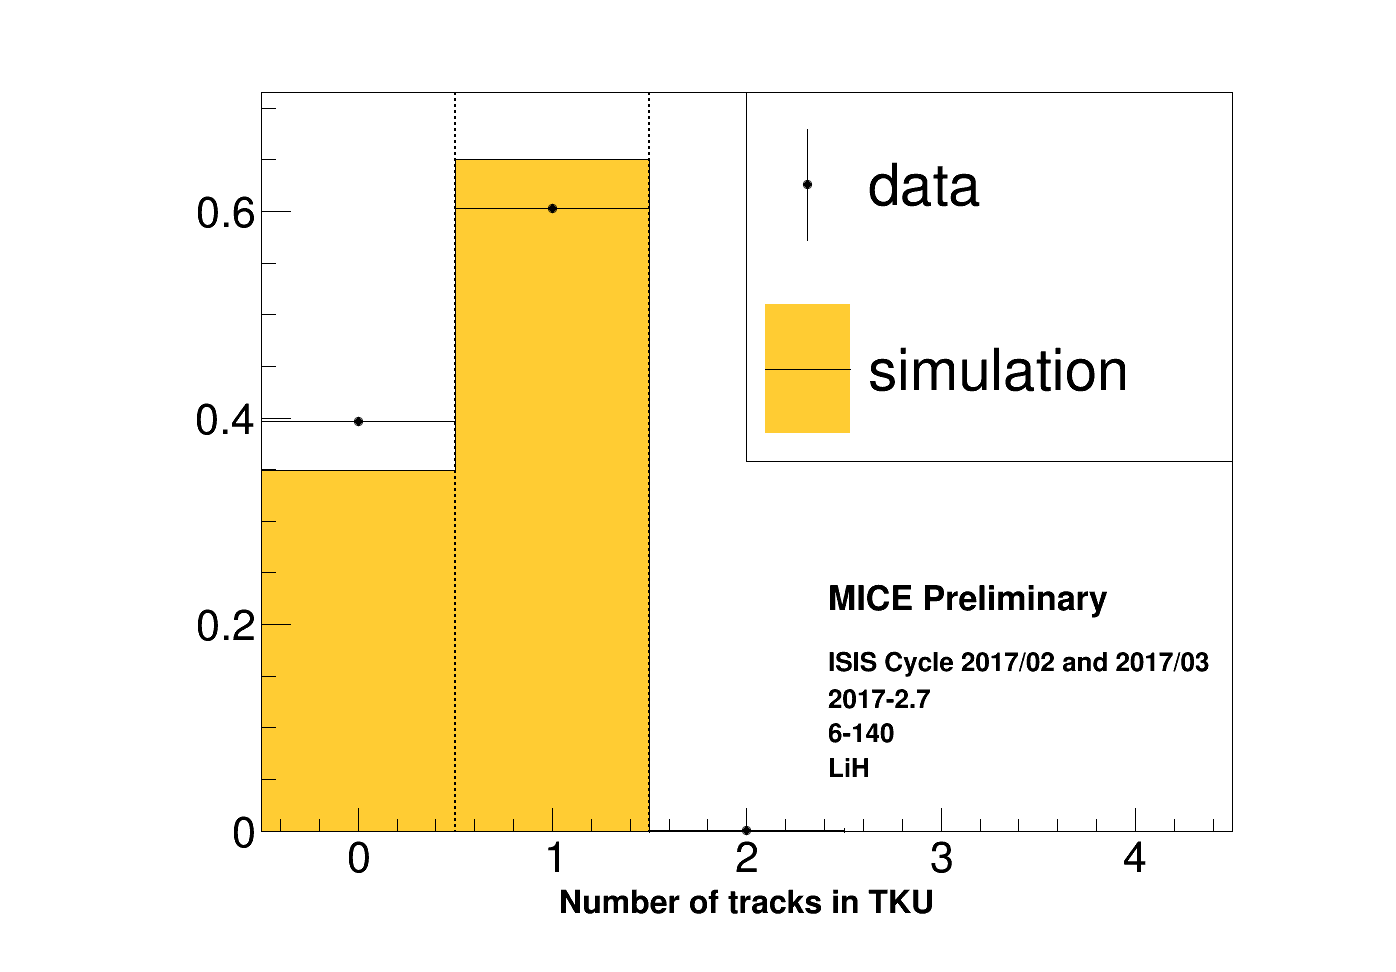 data
simulation
0.6
0.4
0.2
0
MICE Preliminary
ISIS Cycle 2017/02 and 2017/03
2017-2.7
6-140
LiH
0 1 2 3 4
Number of tracks in TKU